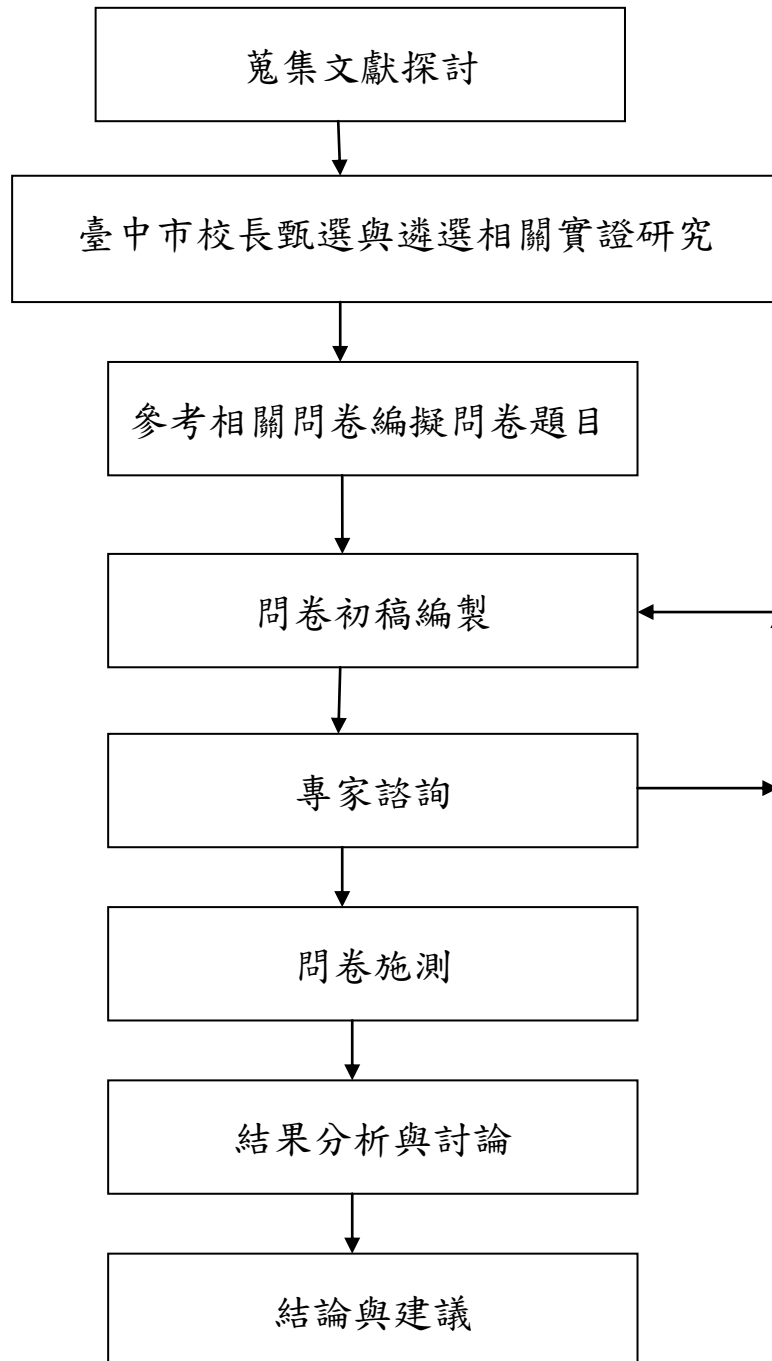 蒐集文獻探討
臺中市校長甄選與遴選相關實證研究
參考相關問卷編擬問卷題目
問卷初稿編製
專家諮詢
問卷施測
結果分析與討論
結論與建議